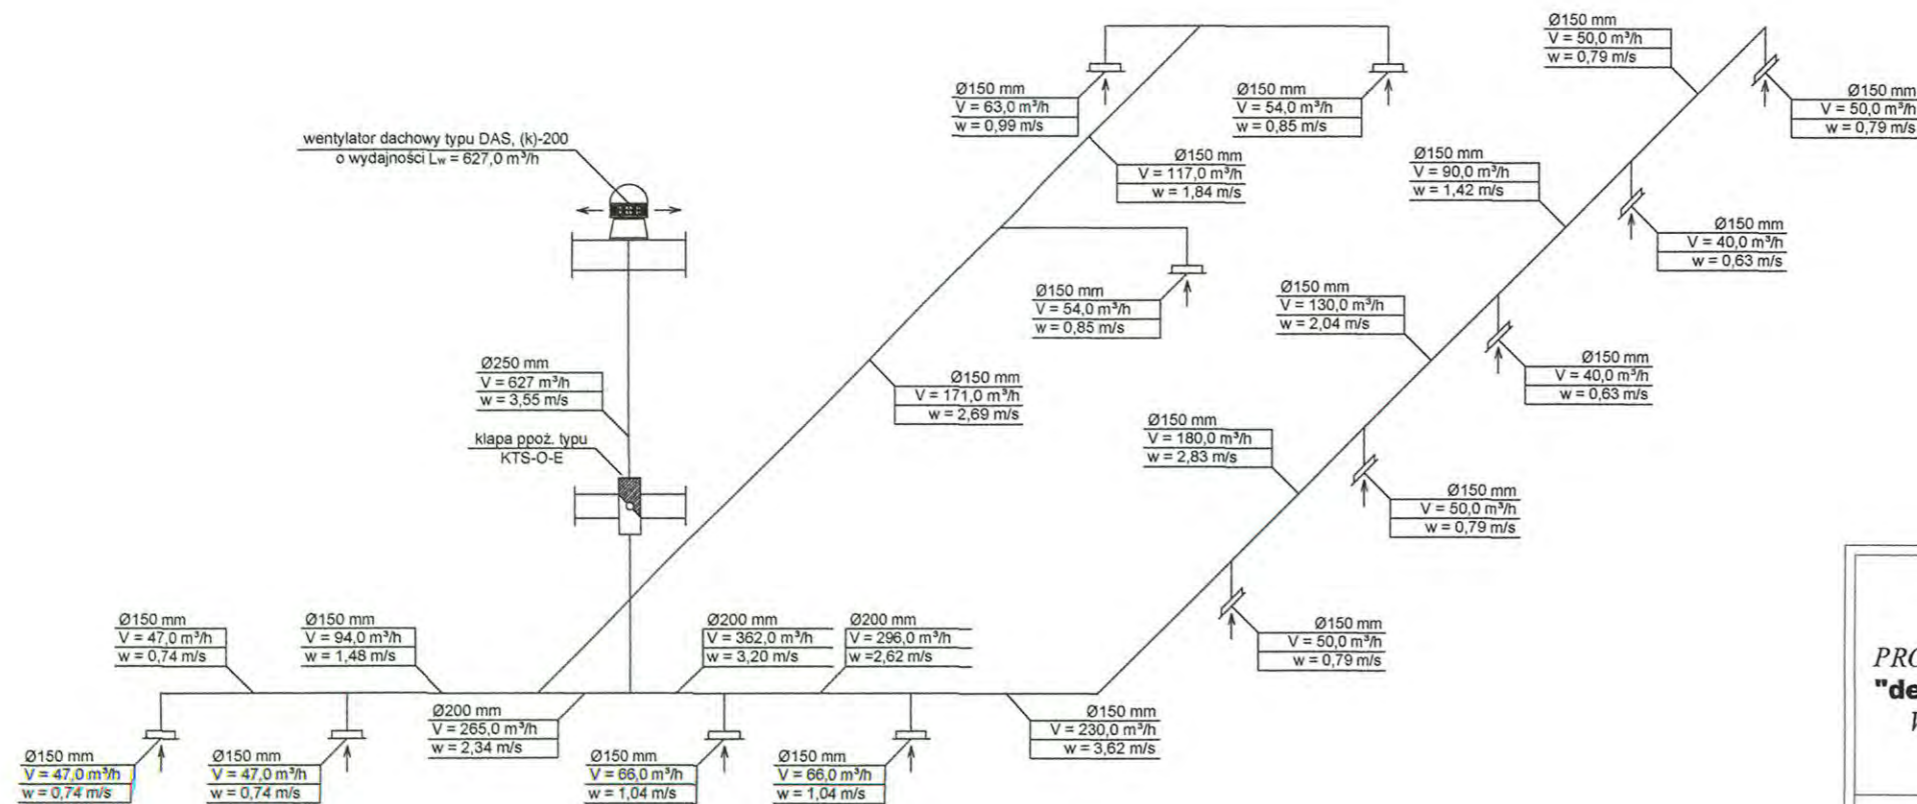 wentylator dachowy typu DAS, (k)-200
o wydajności Lw = 627,0 m³/h
Ø250 mm
V = 627 m³/h
w = 3,55 m/s
klapa ppoż. typu
KTS-O-E
Ø150 mm
V = 63,0 m³/h
w = 0,99 m/s
Ø150 mm
V = 54,0 m³/h
w = 0,85 m/s
Ø150 mm
V = 117,0 m³/h
w = 1,84 m/s
Ø150 mm
V = 54,0 m³/h
w = 0,85 m/s
Ø150 mm
V = 171,0 m³/h
w = 2,69 m/s
Ø150 mm
V = 50,0 m³/h
w = 0,79 m/s
Ø150 mm
V = 50,0 m³/h
w = 0,79 m/s
Ø150 mm
V = 90,0 m³/h
w = 1,42 m/s
Ø150 mm
V = 40,0 m³/h
w = 0,63 m/s
Ø150 mm
V = 130,0 m³/h
w = 2,04 m/s
Ø150 mm
V = 40,0 m³/h
w = 0,63 m/s
Ø150 mm
V = 180,0 m³/h
w = 2,83 m/s
Ø150 mm
V = 50,0 m³/h
w = 0,79 m/s
Ø150 mm
V = 50,0 m³/h
w = 0,79 m/s
Ø150 mm
V = 47,0 m³/h
w = 0,74 m/s
Ø150 mm
V = 94,0 m³/h
w = 1,48 m/s
Ø200 mm
V = 362,0 m³/h
w = 3,20 m/s
Ø200 mm
V = 296,0 m³/h
w =2,62 m/s
Ø200 mm
V = 265,0 m³/h
w = 2,34 m/s
Ø150 mm
V = 230,0 m³/h
w = 3,62 m/s
Ø150 mm
V = 47,0 m³/h
w = 0,74 m/s
Ø150 mm
V = 47,0 m³/h
w = 0,74 m/s
Ø150 mm
V = 66,0 m³/h
w = 1,04 m/s
Ø150 mm
V = 66,0 m³/h
w = 1,04 m/s